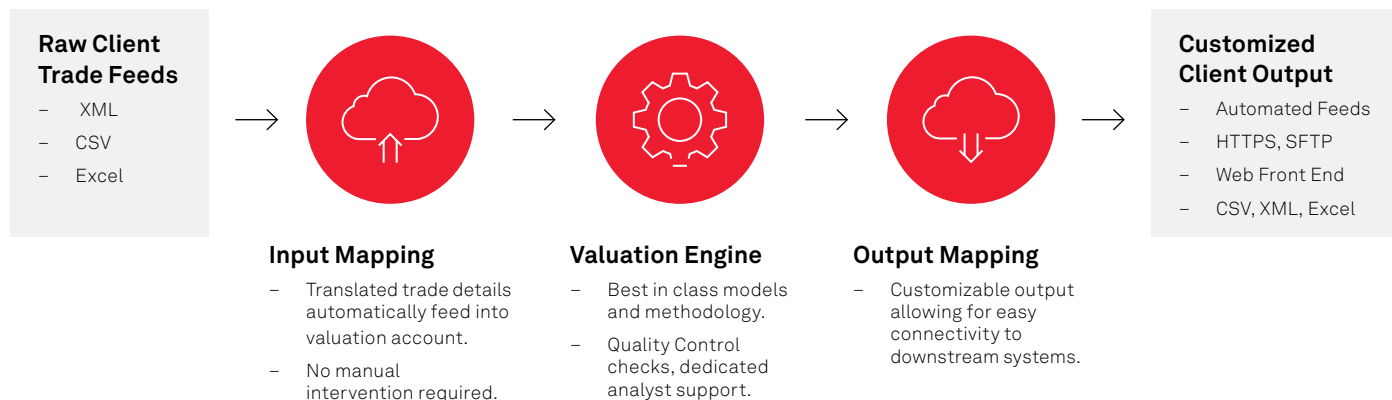 Raw Client
Trade Feeds
– XML
– CSV
– Excel
Input Mapping
– Translated trade details
automatically feed into
valuation account.
– No manual
intervention required.
Valuation Engine
– Best in class models
and methodology.
– Quality Control
checks, dedicated
analyst support.
Output Mapping
– Customizable output
allowing for easy
connectivity to
downstream systems.
Customized
Client Output
– Automated Feeds
– HTTPS, SFTP
– Web Front End
– CSV, XML, Excel